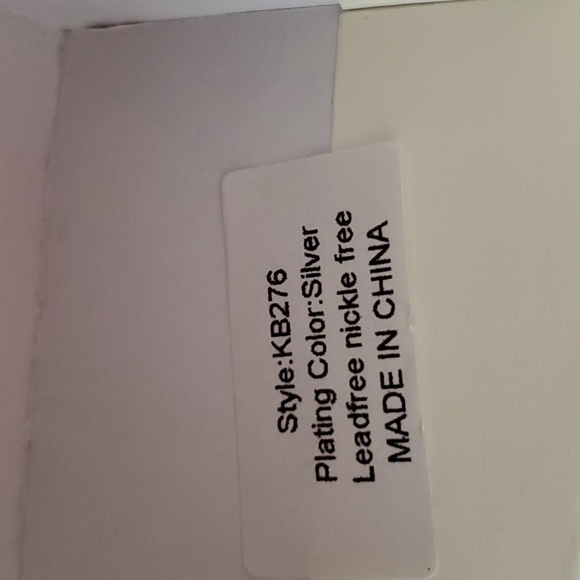 Style:KB276
Plating Color:Silver
Leadfree nickle free
MADE IN CHINA